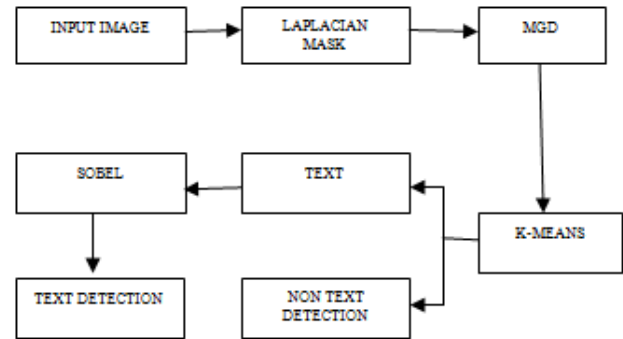 INPUT IMAGE
LAPLACIAN
MASK
MGD
SOBEL
TEXT
K-MEANS
TEXT DETECTION
NON TEXT
DETECTION